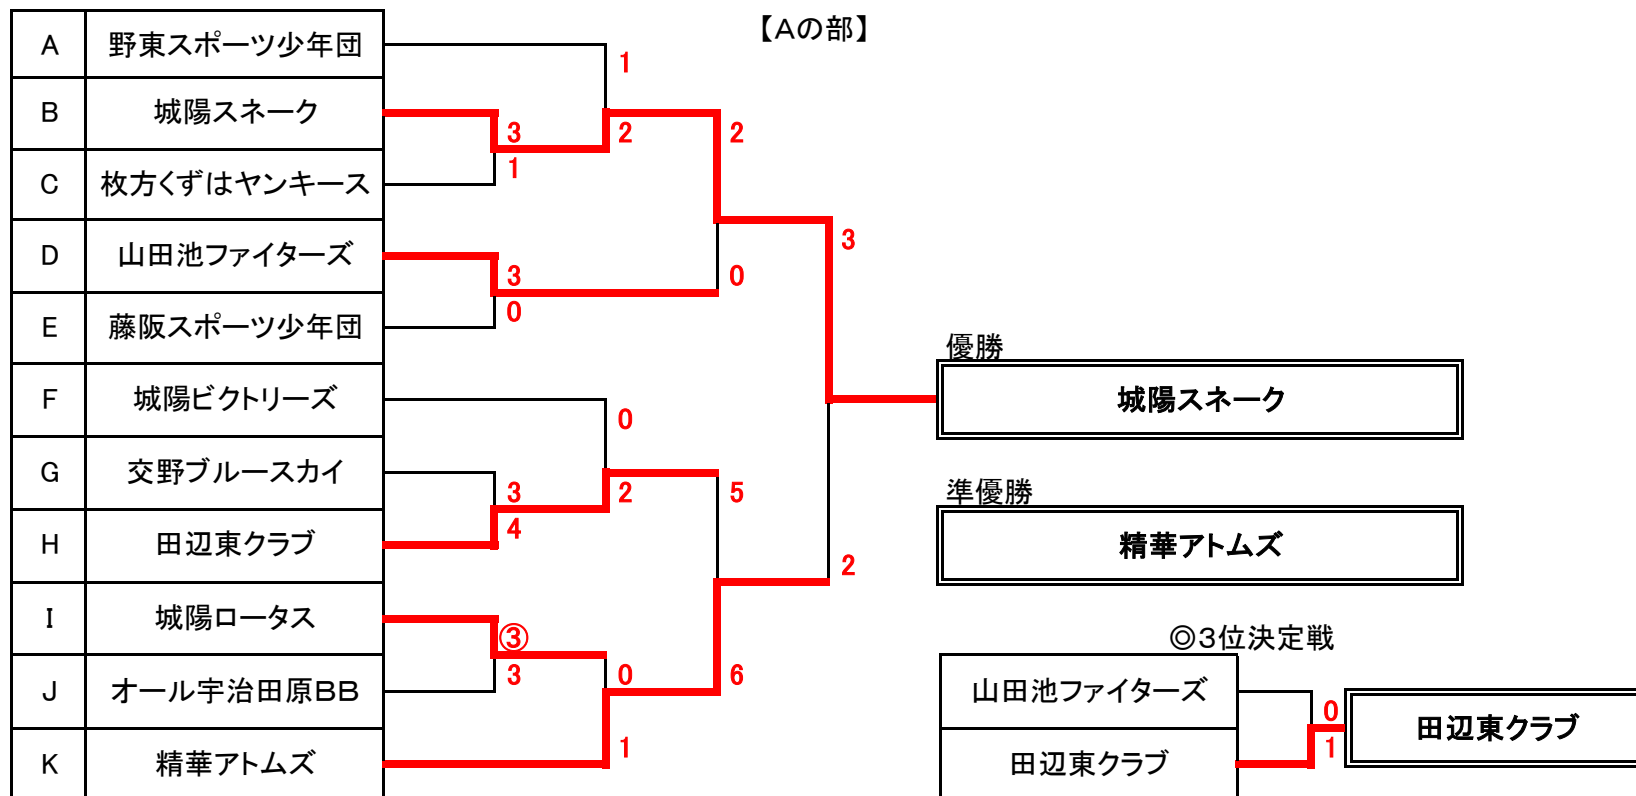 【Aの部】
A 野東スポーツ少年団
1
B 城陽スネーク
3 2 2
C 枚方くずはヤンキース
1
D 山田池ファイターズ
3
3 0
E 藤阪スポーツ少年団
0
優勝
F 城陽ビクトリーズ
城陽スネーク
0
G 交野ブルースカイ
3 2 5
準優勝
H 田辺東クラブ
4
精華アトムズ
2
I 城陽ロータス
③
◎3位決定戦
J オール宇治田原BB
3 0 6
山田池ファイターズ
0
田辺東クラブ
K 精華アトムズ
1
田辺東クラブ
1